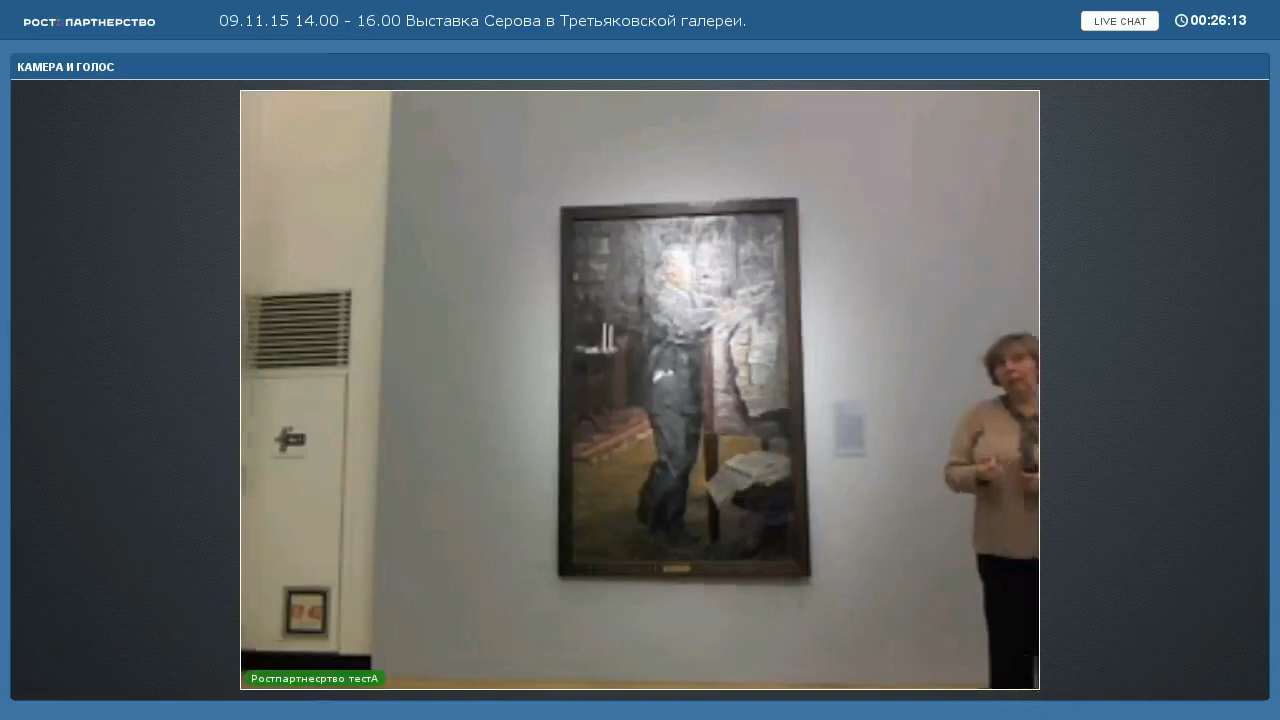 РОСТ ПАРТНЕРСТВО
09.11.15 14.00 - 16.00 Выставка Серова в Третьяковской галереи.
LIVE CHAT
00:26:13
КАМЕРА И ГОЛОС
Ростпартнесртво тестА